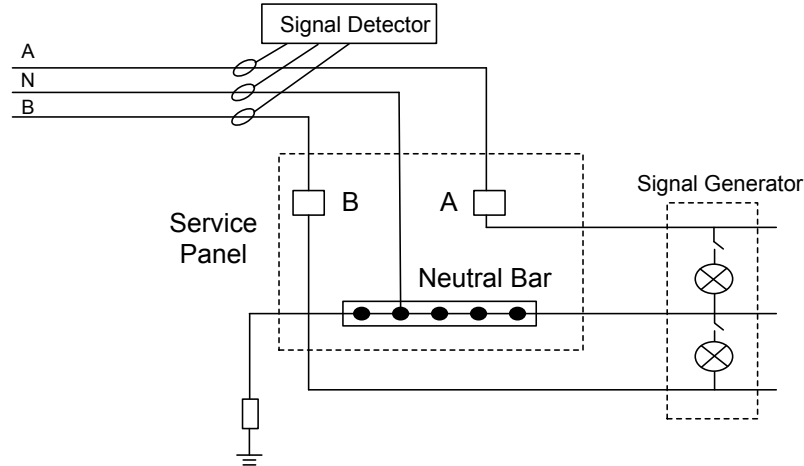 Signal Detector
A
N
B
Signal Generator
B
A
Service
Panel
Neutral Bar